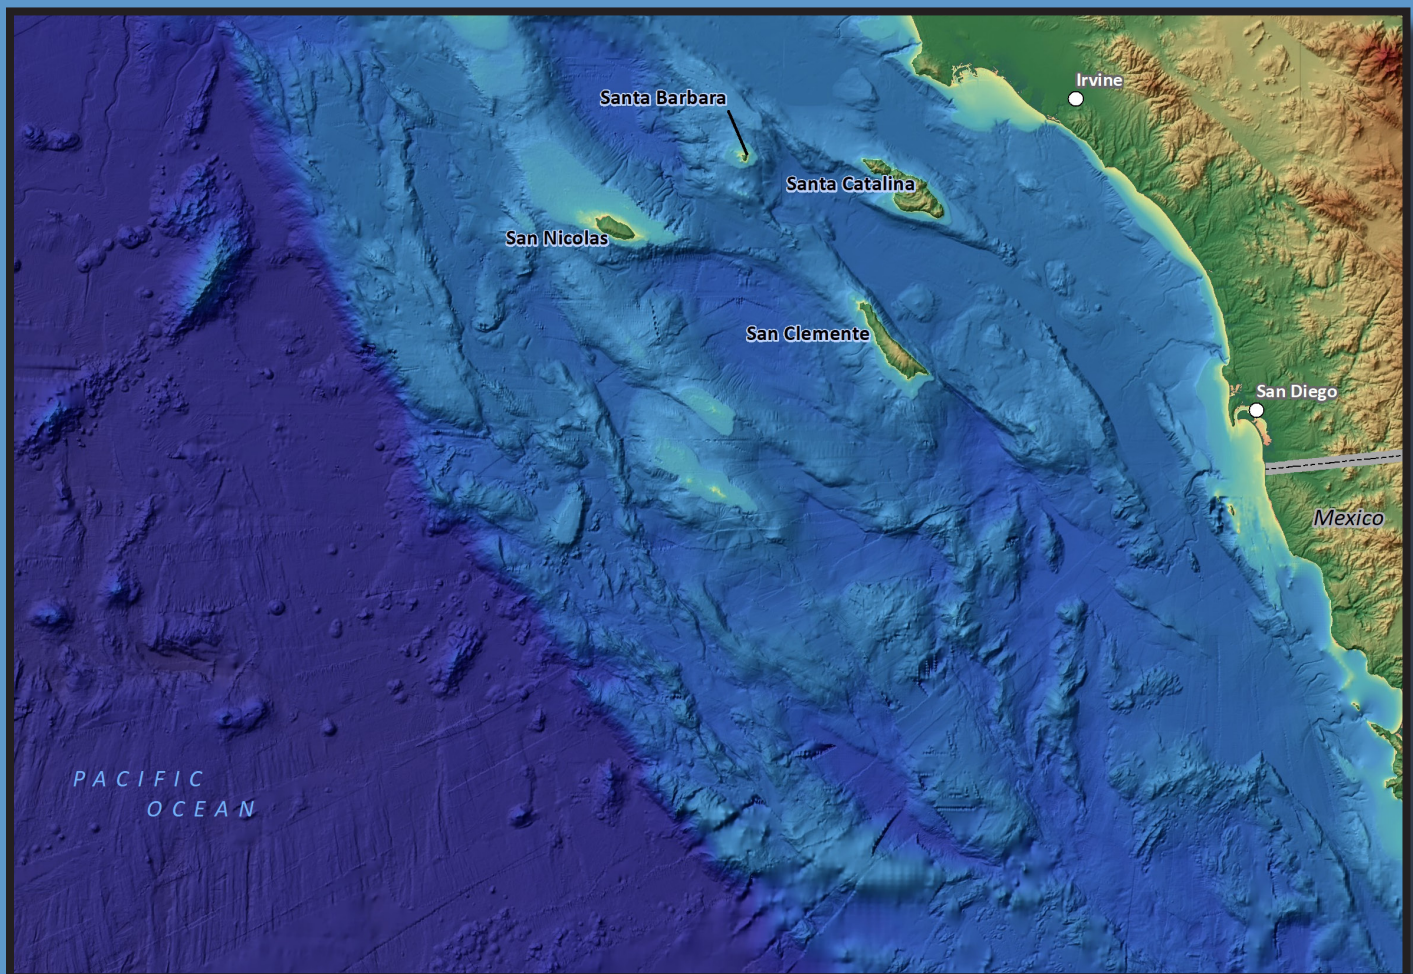 Irvine
Santa Barbara
Santa Catalina
San Nicolas
San Clemente
San Diego
Mexico
PACIFIC
OCEAN